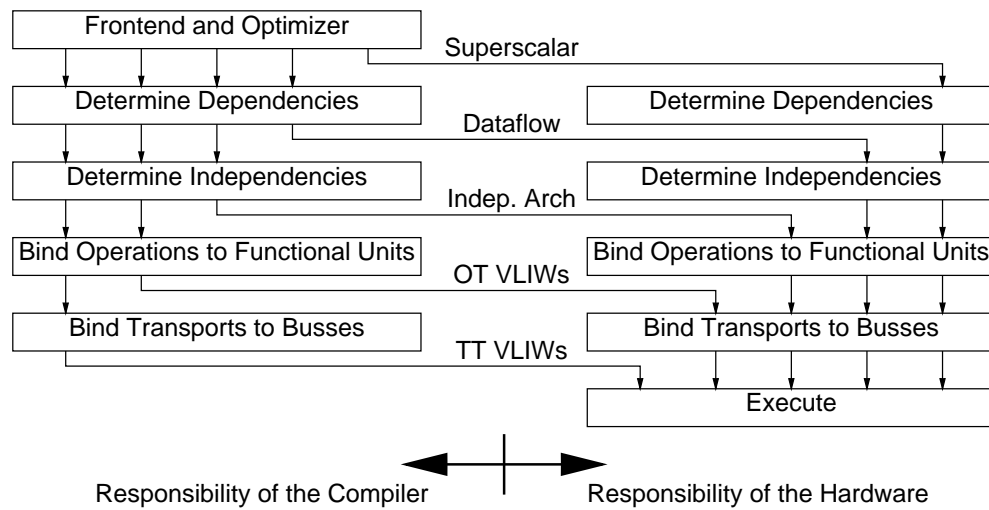 Frontend and Optimizer
Superscalar
Determine Dependencies
Determine Dependencies
Dataflow
Determine Independencies
Determine Independencies
Indep. Arch
Bind Operations to Functional Units
Bind Operations to Functional Units
OT VLIWs
Bind Transports to Busses
Bind Transports to Busses
TT VLIWs
Execute
Responsibility of the Compiler
Responsibility of the Hardware